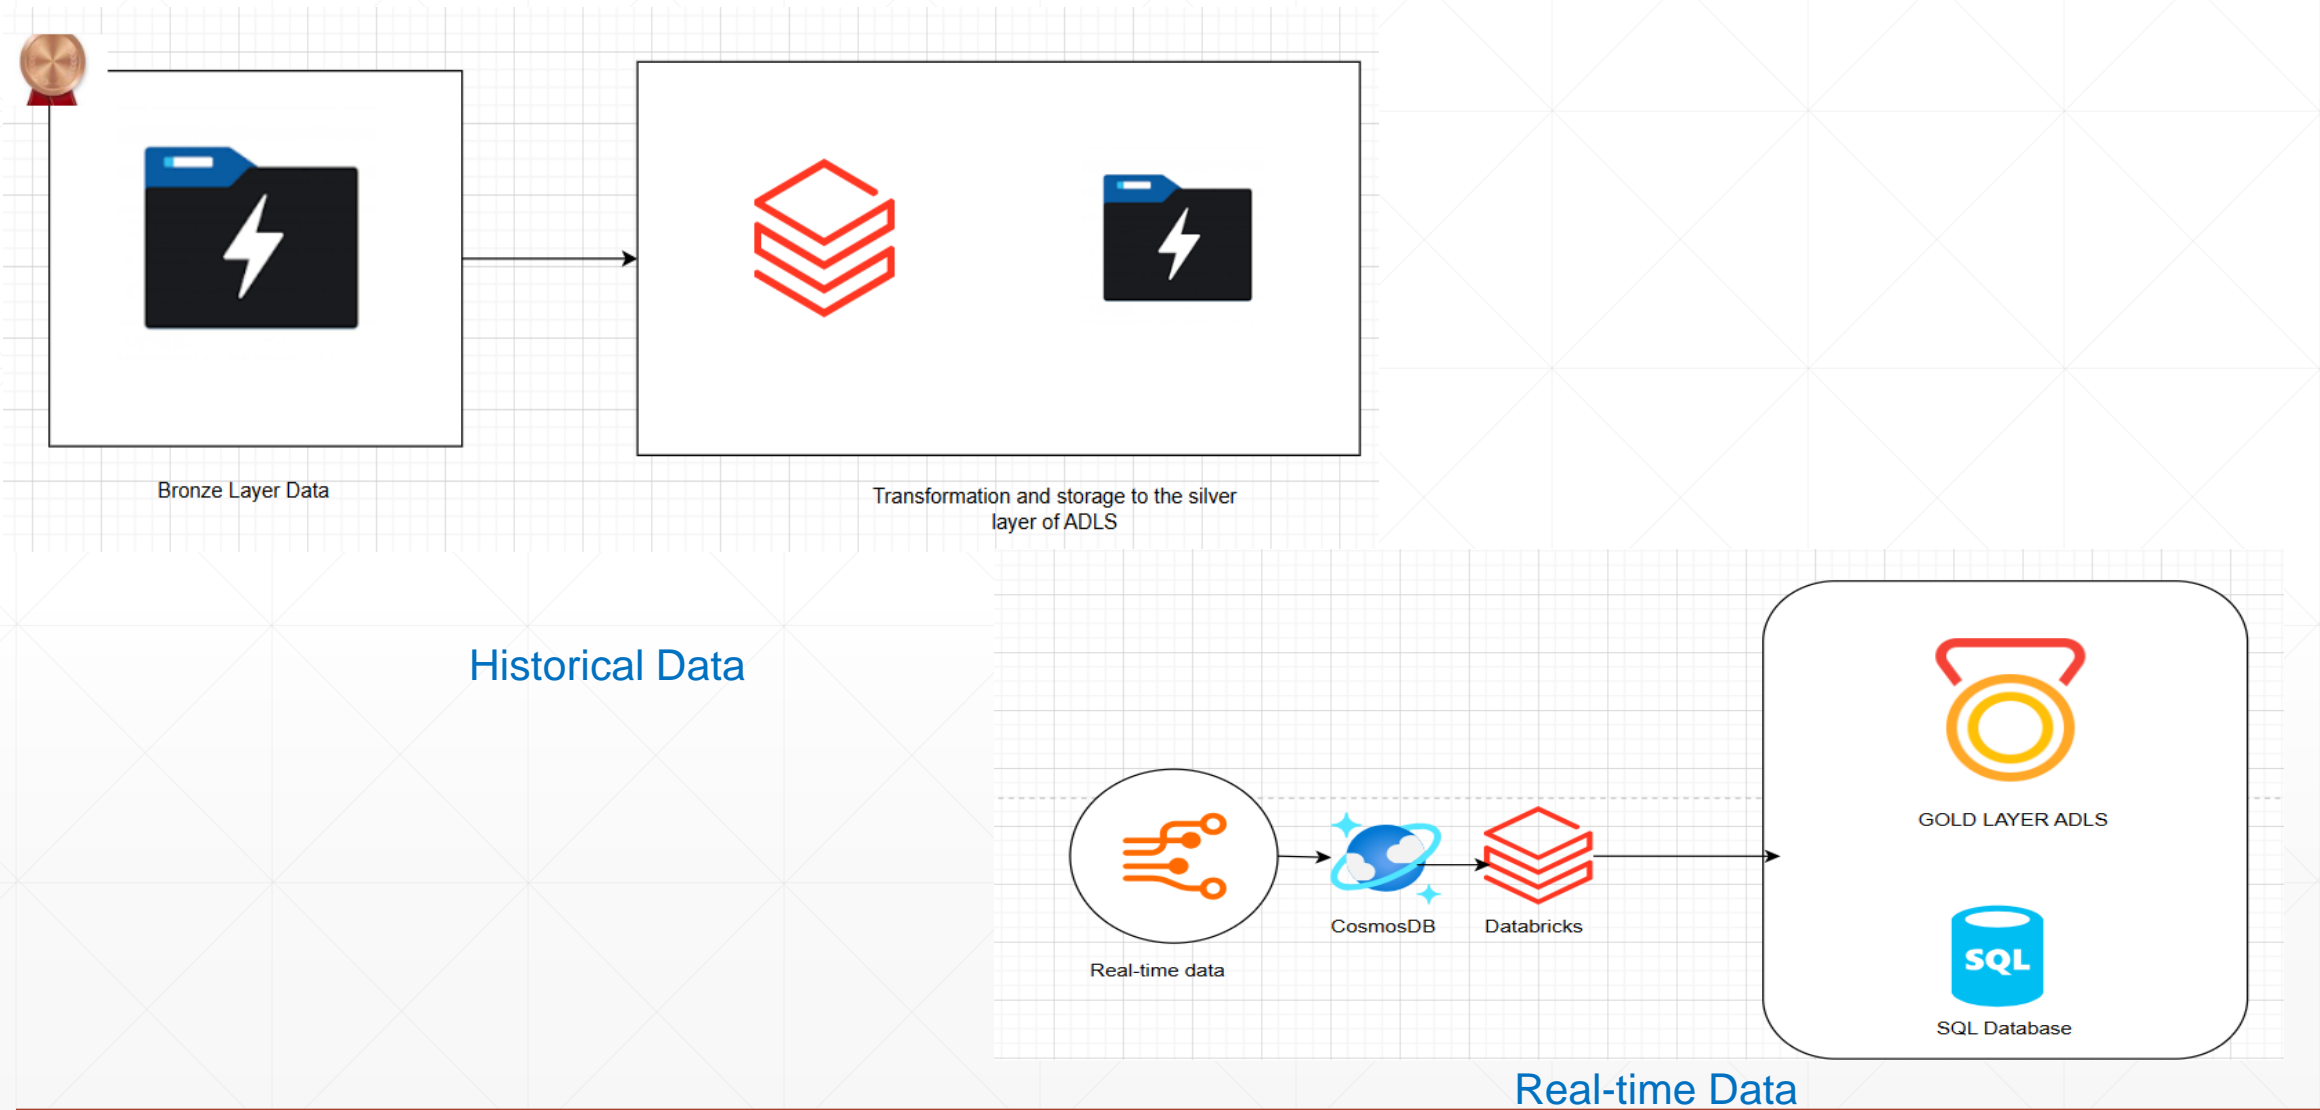 Bronze Layer Data
Transformation and storage to the silver
layer of ADLS
Historical Data
GOLD LAYER ADLS
CosmosDB
Databricks
Real-time data
SQL
SQL Database
Real-time Data